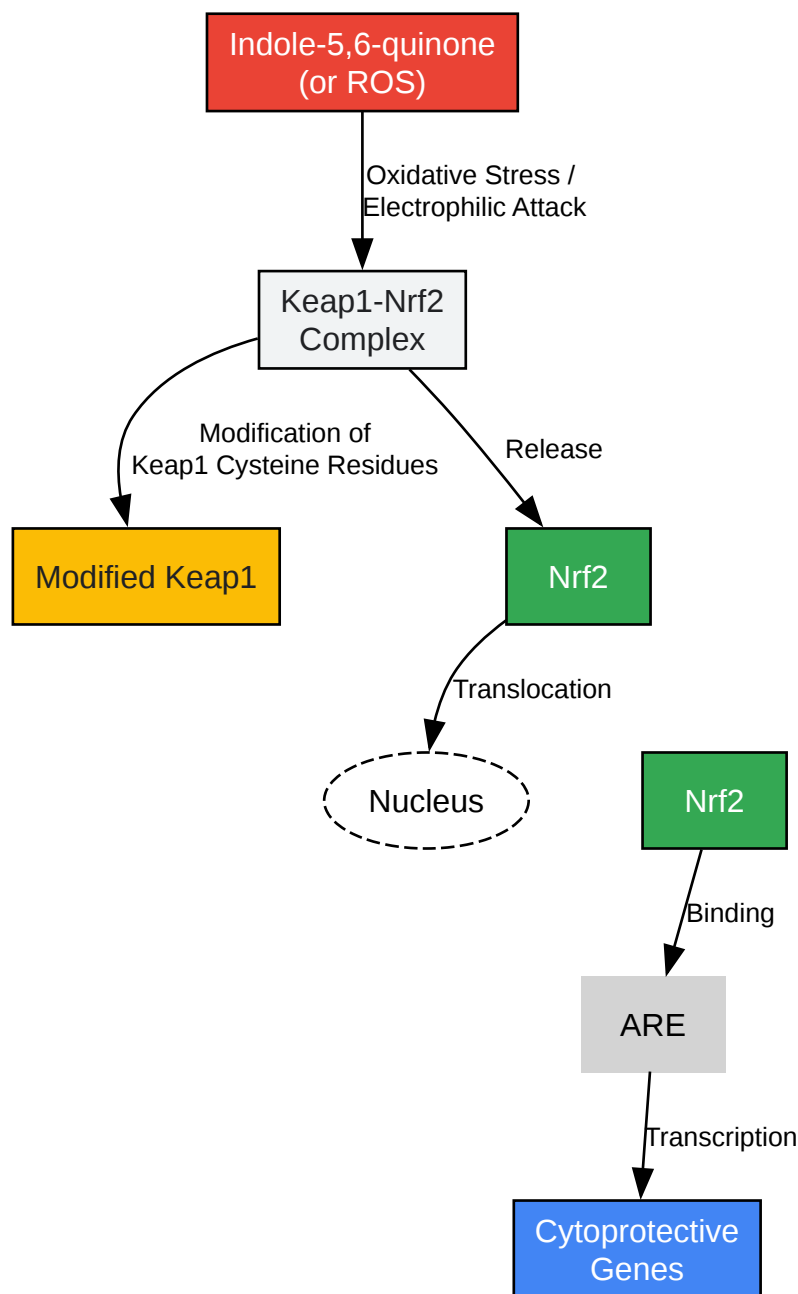 Indole-5,6-quinone
(or ROS)
Oxidative Stress /
Electrophilic Attack
Keap1-Nrf2
Complex
Modification of
Keap1 Cysteine Residues
Release
Modified Keap1
Nrf2
Translocation
Nucleus
Nrf2
Binding
ARE
Transcription
Cytoprotective
Genes